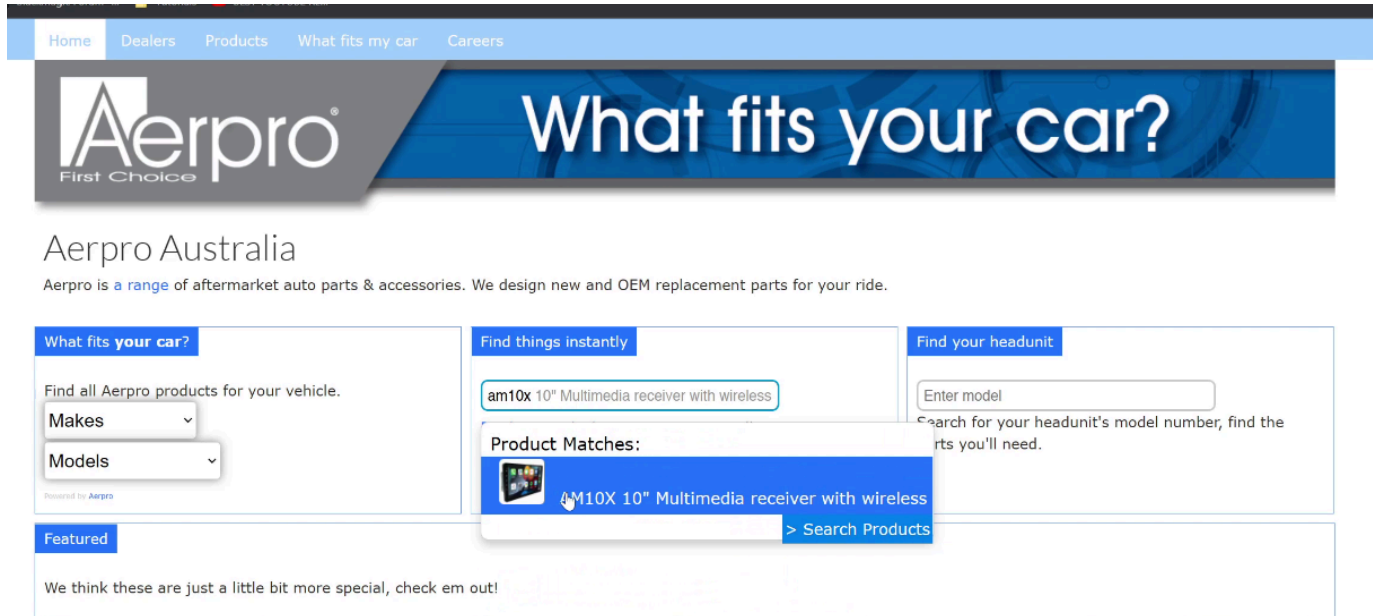 Home Dealers Products What fits my car Careers
Aerpro®
First Choice
What fits your car?
Aerpro Australia
Aerpro is a range of aftermarket auto parts & accessories. We design new and OEM replacement parts for your ride.
What fits your car?
Find all Aerpro products for your vehicle.
Makes
Models
Powered by Aerpro
Find things instantly
am10x 10" Multimedia receiver with wireless
Product Matches:
AM10X 10" Multimedia receiver with wireless
> Search Products
Find your headunit
Enter model
Search for your headunit's model number, find the
you'll need.
Featured
We think these are just a little bit more special, check em out!